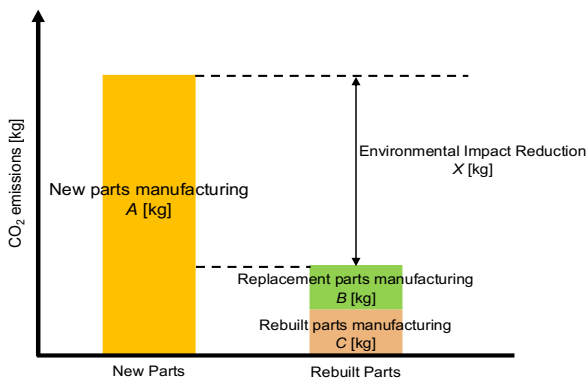 CO₂ emissions [kg]
New parts manufacturing
A [kg]
Environmental Impact Reduction
X [kg]
Replacement parts manufacturing
B [kg]
Rebuilt parts manufacturing
C [kg]
New Parts
Rebuilt Parts